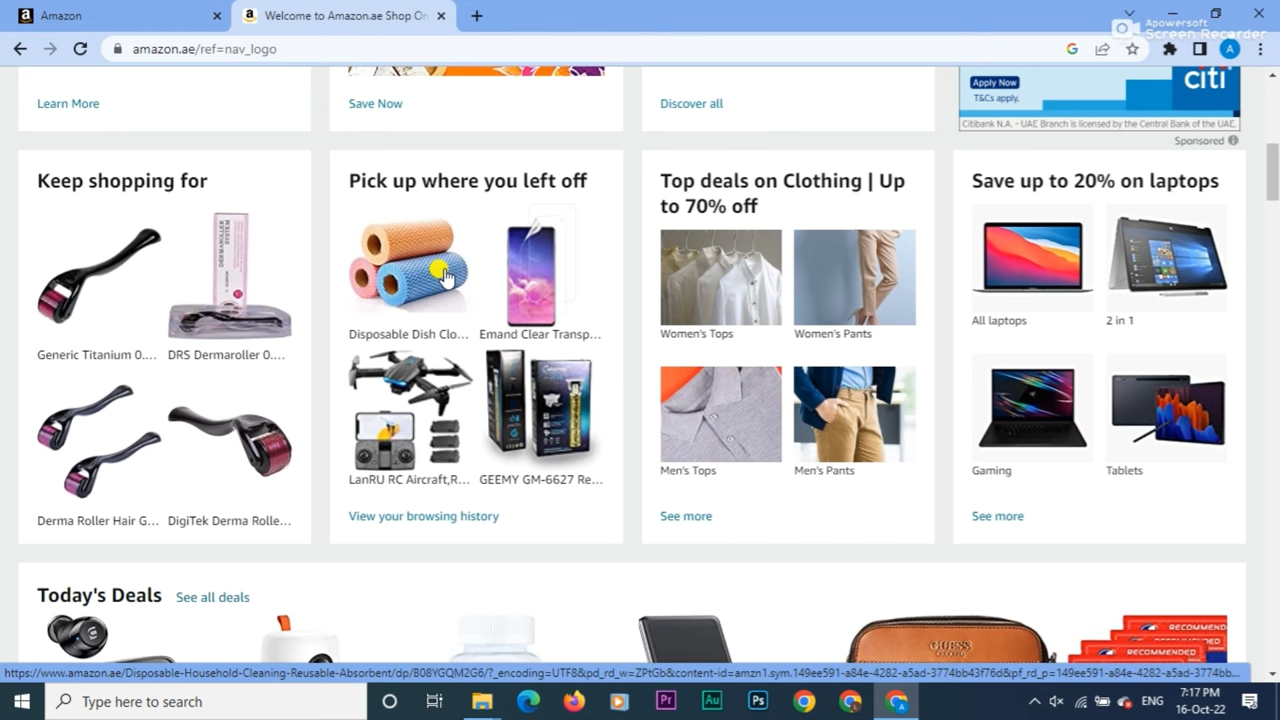 Amazon
Welcome to Amazon.ae Shop On
Apowersoft
Screen Recorder
amazon.ae/ref=nav_logo
Learn More
Save Now
Discover all
Apply Now
T&Cs apply.
citi
Citibank N.A. - UAE Branch is licensed by the Central Bank of the UAE.
Sponsored
Keep shopping for
Generic Titanium 0....
DRS Dermaroller 0....
Derma Roller Hair G...
DigiTek Derma Rolle...
Pick up where you left off
Disposable Dish Clo...
Emand Clear Transp...
LanRU RC Aircraft,R...
GEEMY GM-6627 Re...
View your browsing history
Top deals on Clothing | Up
to 70% off
Women's Tops
Women's Pants
Men's Tops
Men's Pants
See more
Save up to 20% on laptops
All laptops
2 in 1
Gaming
Tablets
See more
Today's Deals
See all deals
GUESS
RECOMMEND
RECOMMENDED
https://www.amazon.ae/Disposable-Household-Cleaning-Reusable-Absorbent/dp/B08YGQM2G6/?_encoding=UTF8&pd_rd_w=ZPtGb&content-id=amzn1.sym.149ee591-a84e-4282-a5ad-3774bb43f76d&pf_rd_p=149ee591-a84e-4282-a5ad-3774bb43f76d...
Type here to search
Pr
Au
Ps
ENG
7:17 PM
16-Oct-22